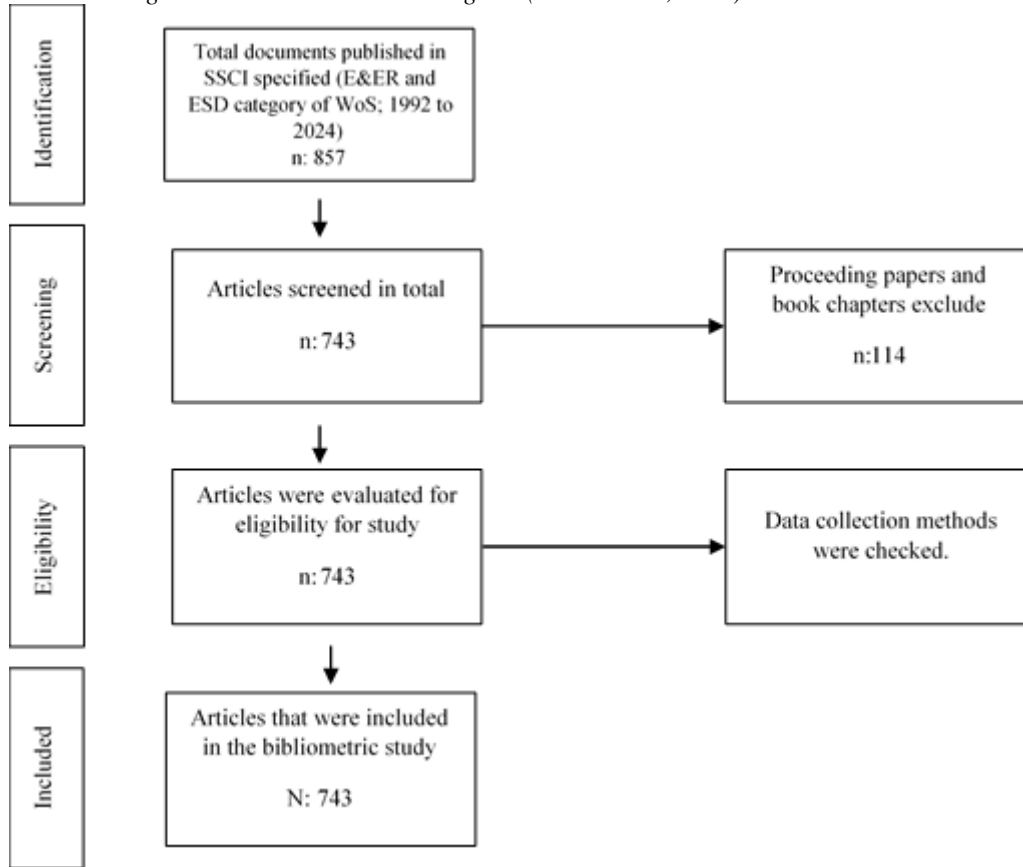 Identification
Total documents published in
SSCI specified (E&ER and
ESD category of WoS; 1992 to
2024)
n: 857
Screening
Articles screened in total
n: 743
Proceeding papers and
book chapters exclude
n:114
Eligibility
Articles were evaluated for
eligibility for study
n: 743
Data collection methods
were checked.
Included
Articles that were included
in the bibliometric study
N: 743